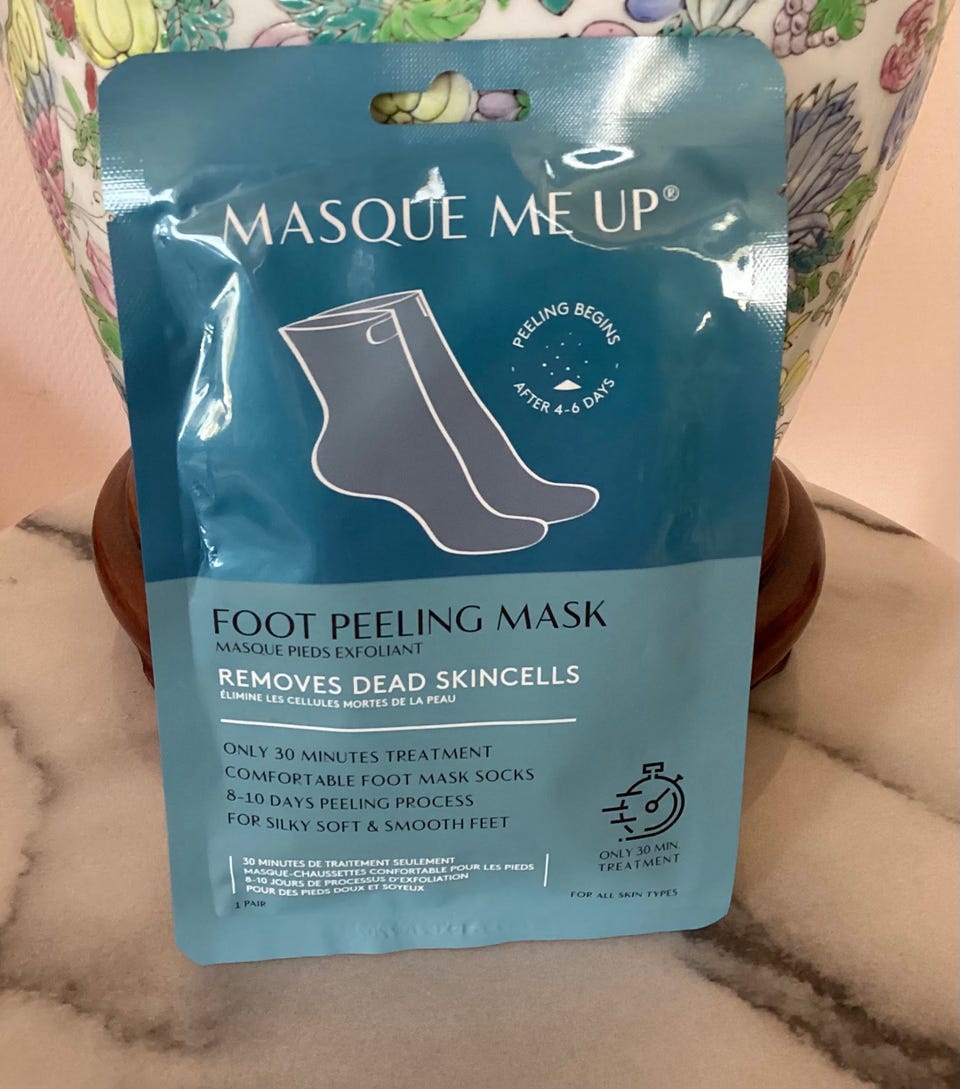 MASQUE ME UP®
PEELING BEGINS
AFTER 4-6 DAYS
FOOT PEELING MASK
MASQUE PIEDS EXFOLIANT
REMOVES DEAD SKINCELLS
ÉLIMINE LES CELLULES MORTES DE LA PEAU
ONLY 30 MINUTES TREATMENT
COMFORTABLE FOOT MASK SOCKS
8-10 DAYS PEELING PROCESS
FOR SILKY SOFT & SMOOTH FEET
30 MINUTES DE TRAITEMENT SEULEMENT
MASQUE-CHAUSSETTES CONFORTABLE POUR LES PIEDS
8-10 JOURS DE PROCESSUS D'EXFOLIATION
POUR DES PIEDS DOUX ET SOYEUX
1 PAIR
ONLY 30 MIN.
TREATMENT
FOR ALL SKIN TYPES